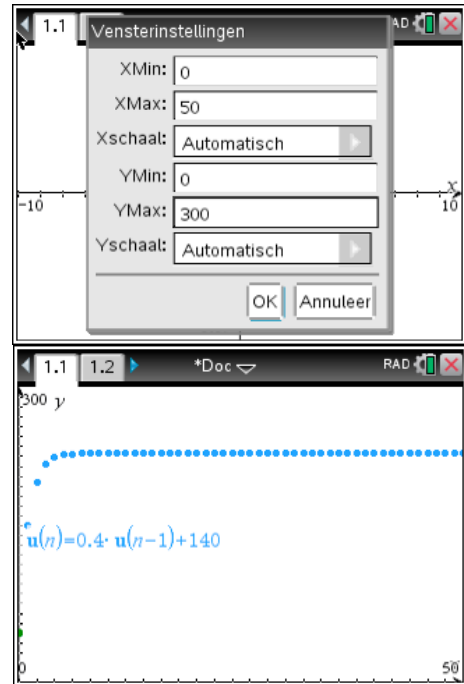 1.1 Vensterinstellingen RAD
XMin: 0
XMax: 50
Xschaal: Automatisch
YMin: 0
x
-10 10
YMax: 300
Yschaal: Automatisch
OK Annuleer
1.1 1.2 *Doc RAD
300 y
u(n)=0.4· u(n-1)+140
0 50